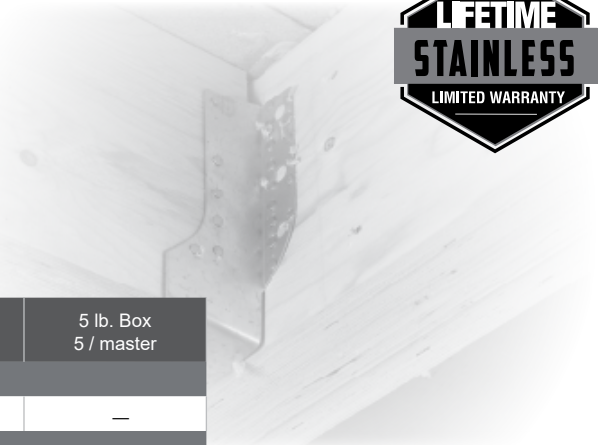 LIFETIME
STAINLESS
LIMITED WARRANTY
5 lb. Box
5 / master
—